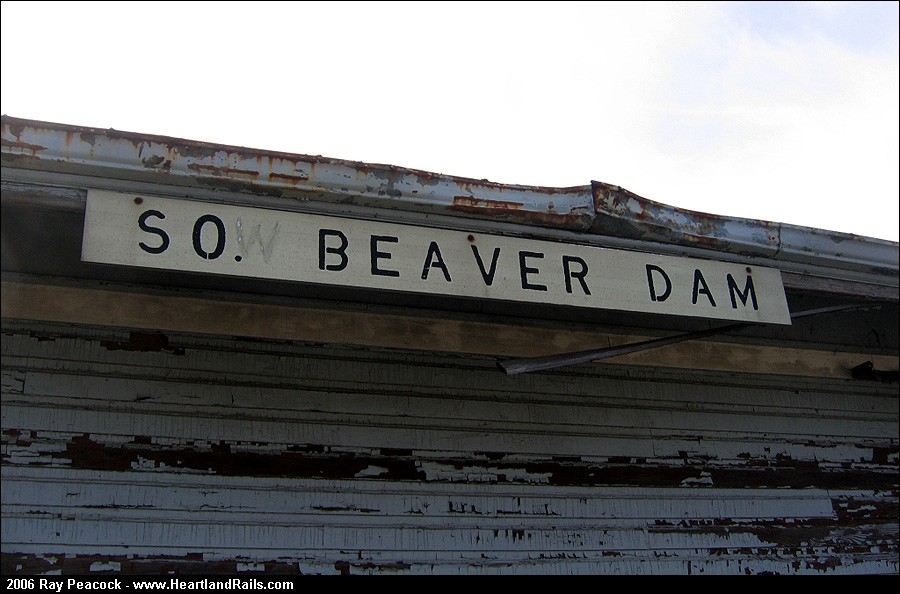 SO. BEAVER DAM
2006 Ray Peacock - www.HeartlandRails.com